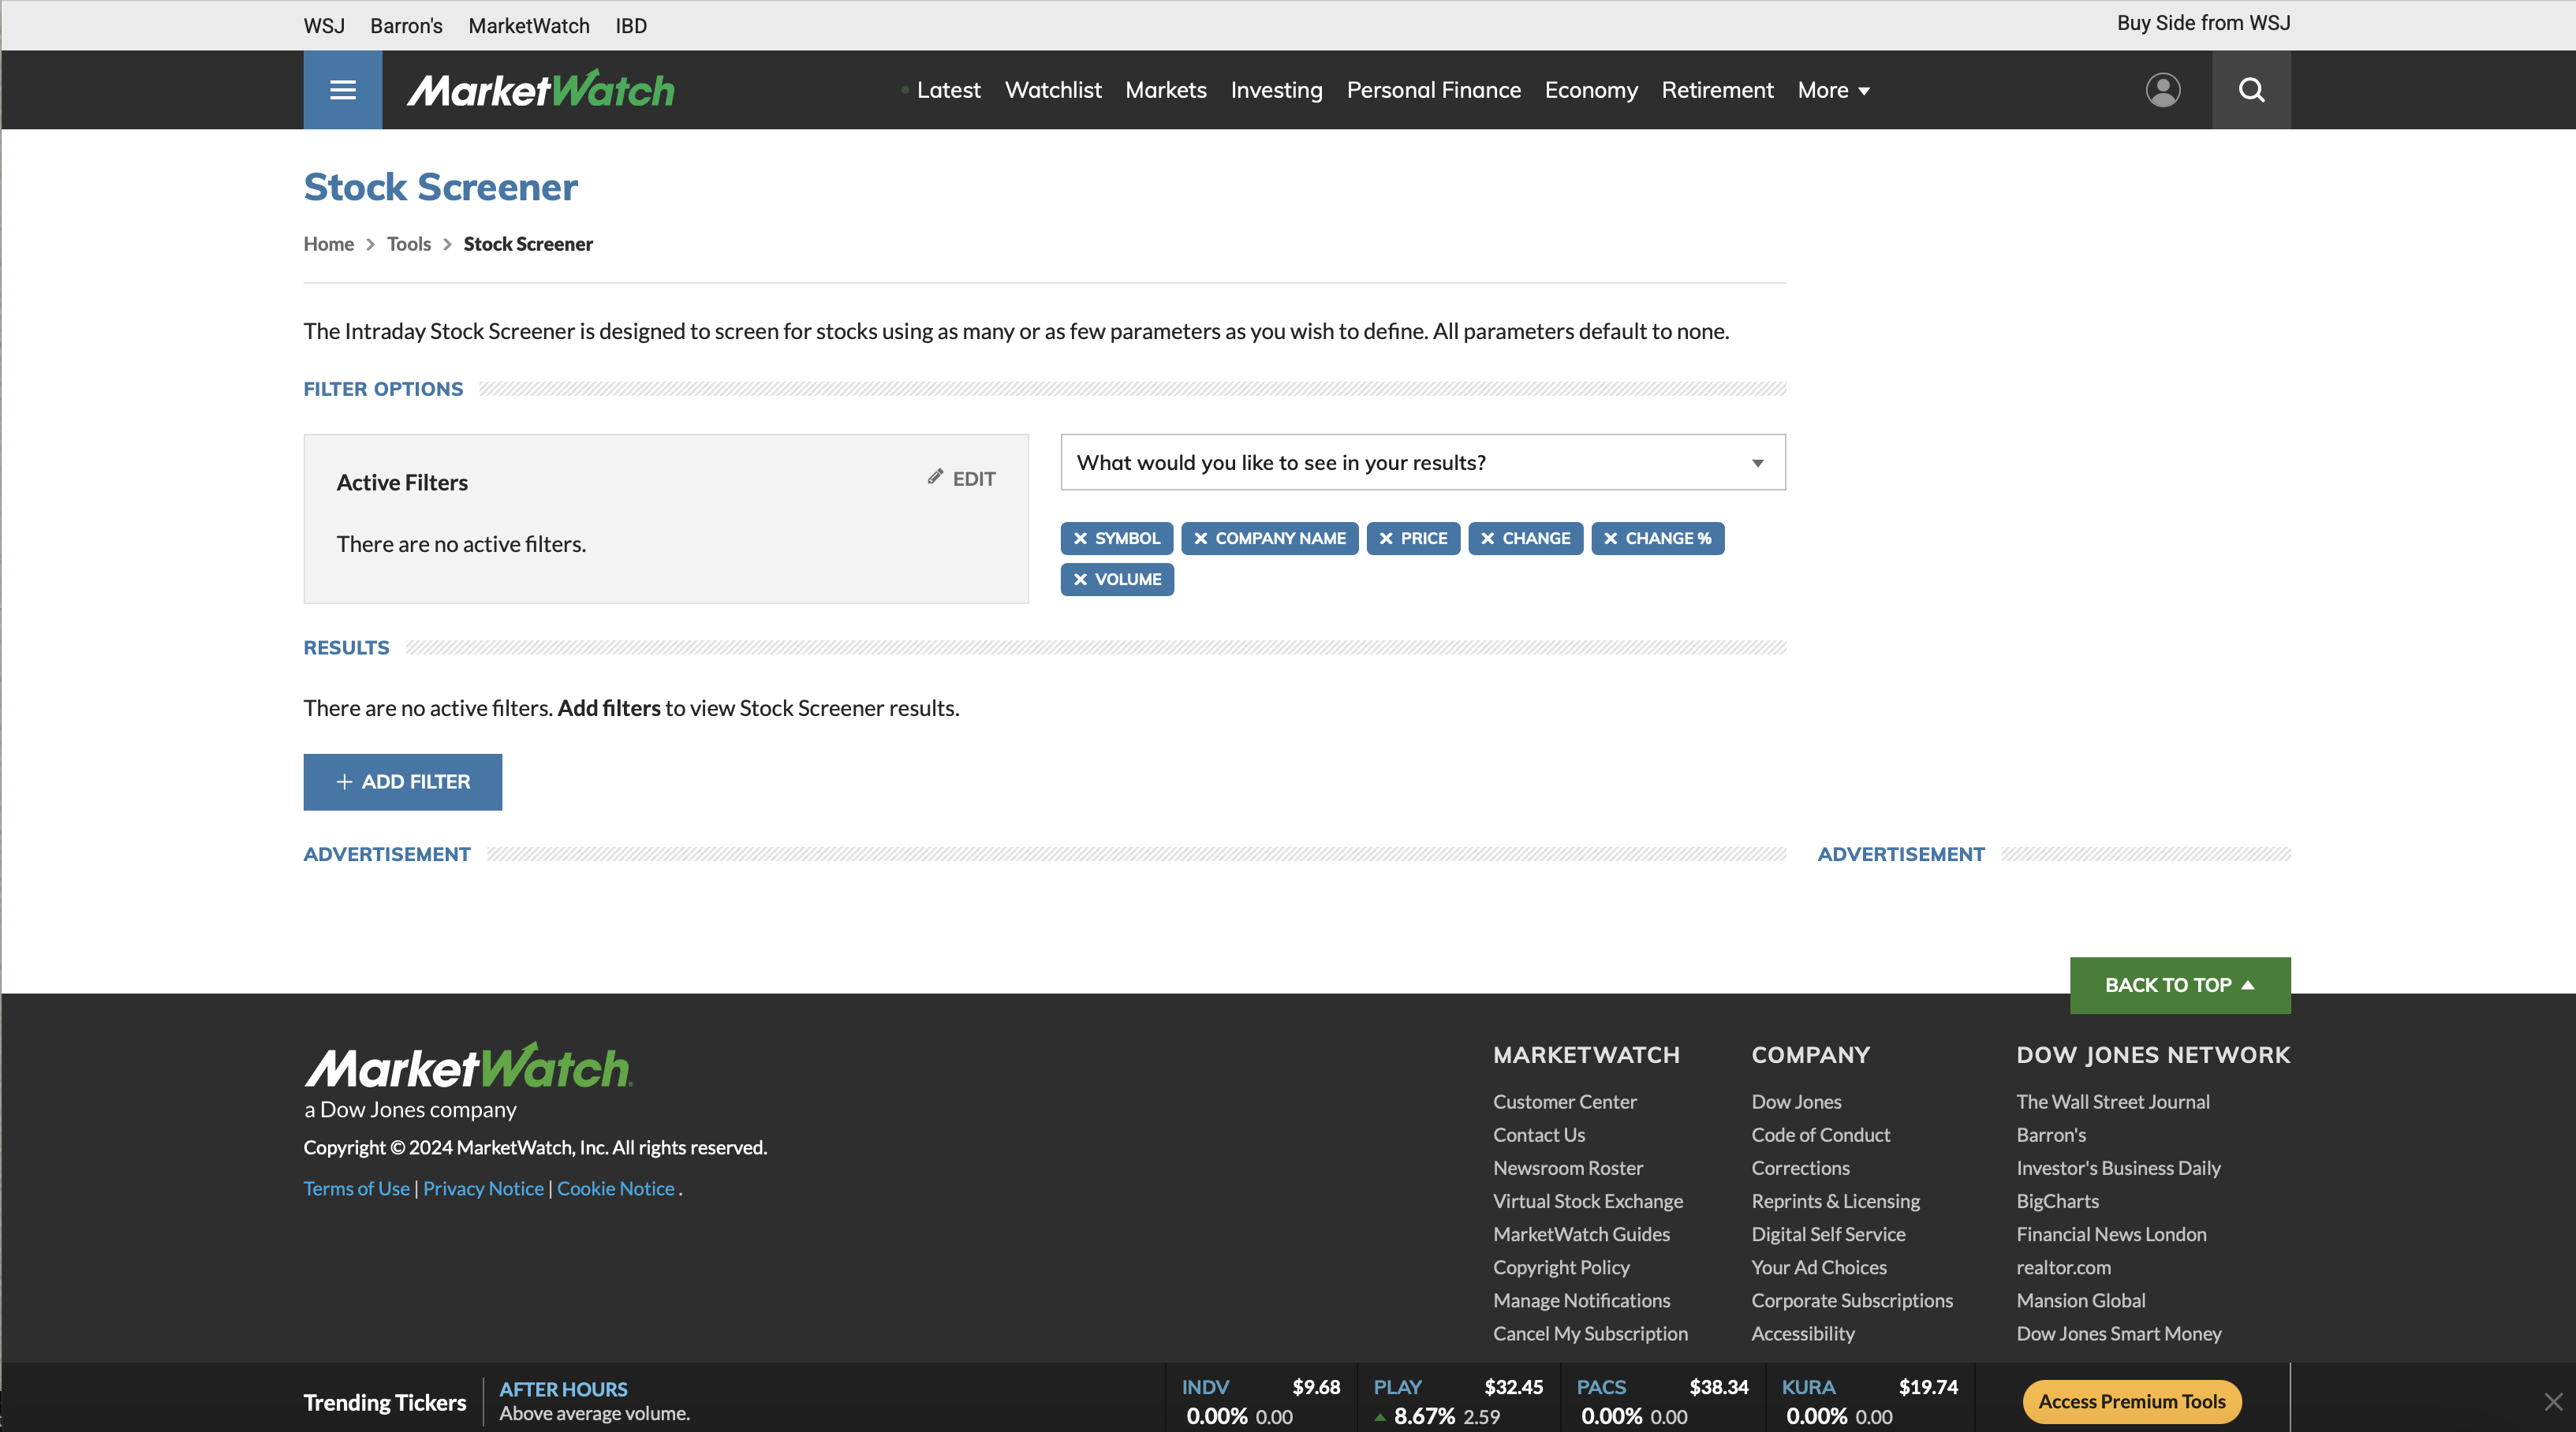 WSJ Barron's MarketWatch IBD Buy Side from WSJ
MarketWatch Latest Watchlist Markets Investing Personal Finance Economy Retirement More
Stock Screener
Home > Tools > Stock Screener
The Intraday Stock Screener is designed to screen for stocks using as many or as few parameters as you wish to define. All parameters default to none.
FILTER OPTIONS
Active Filters
EDIT
There are no active filters.
What would you like to see in your results?
SYMBOL COMPANY NAME PRICE CHANGE CHANGE %
VOLUME
RESULTS
There are no active filters. Add filters to view Stock Screener results.
+ ADD FILTER
ADVERTISEMENT
ADVERTISEMENT
BACK TO TOP
MarketWatch
a Dow Jones company
Copyright © 2024 MarketWatch, Inc. All rights reserved.
Terms of Use | Privacy Notice | Cookie Notice .
MARKETWATCH
Customer Center
Contact Us
Newsroom Roster
Virtual Stock Exchange
MarketWatch Guides
Copyright Policy
Manage Notifications
Cancel My Subscription
COMPANY
Dow Jones
Code of Conduct
Corrections
Reprints & Licensing
Digital Self Service
Your Ad Choices
Corporate Subscriptions
Accessibility
DOW JONES NETWORK
The Wall Street Journal
Barron's
Investor's Business Daily
BigCharts
Financial News London
realtor.com
Mansion Global
Dow Jones Smart Money
Trending Tickers
AFTER HOURS
Above average volume.
INDV $9.68
0.00% 0.00
PLAY $32.45
8.67% 2.59
PACS $38.34
0.00% 0.00
KURA $19.74
0.00% 0.00
Access Premium Tools